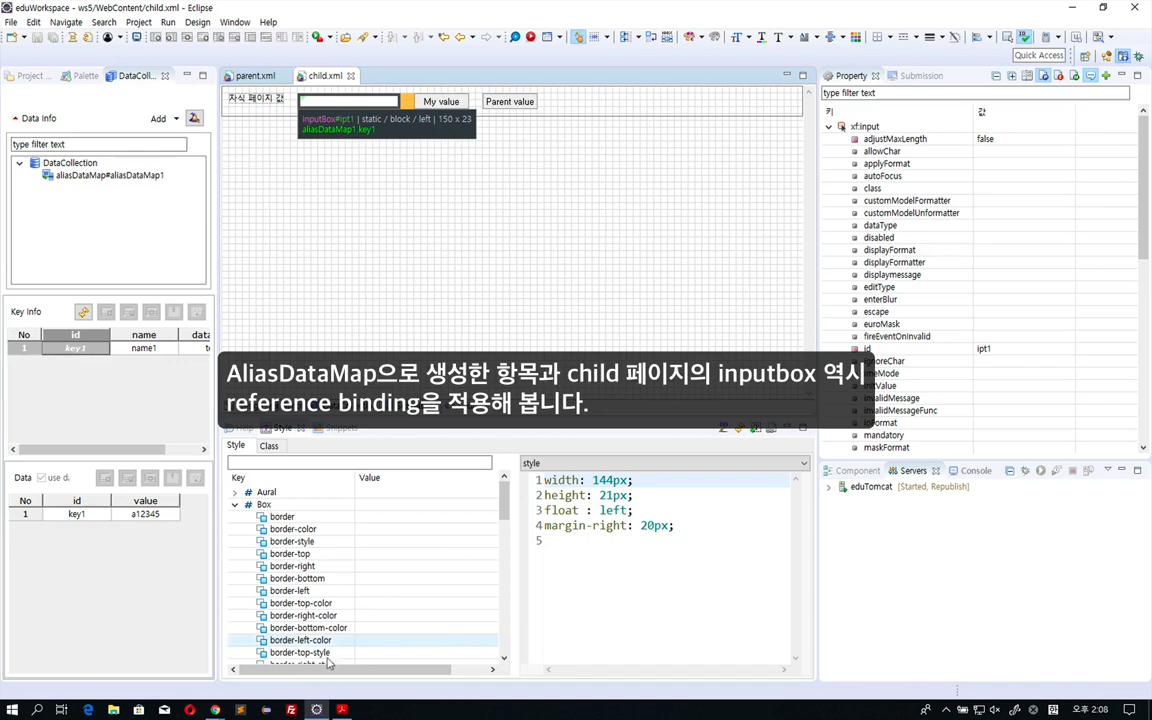 eduWorkspace - ws5/WebContent/child.xml - Eclipse
File Edit Navigate Search Project Run Design Window Help
Quick Access
Project ... Palette DataColl...
parent.xml child.xml
Property Submission
Data Info Add
type filter text
DataCollection
aliasDataMap#aliasDataMap1
자식 페이지 값 My value Parent value
inputBox#ipt1 | static / block / left | 150 x 23
aliasDataMap1.key1
type filter text
키 값
xf:input
adjustMaxLength false
allowChar
applyFormat
autoFocus
class
customModelFormatter
customModelUnformatter
dataType
disabled
displayFormat
displayFormatter
displaymessage
editType
enterBlur
escape
euroMask
fireEventOnInvalid
id ipt1
ignoreChar
imeMode
initValue
invalidMessage
invalidMessageFunc
ioFormat
mandatory
maskFormat
Key Info
No id name data
1 key1 name1
AliasDataMap으로 생성한 항목과 child 페이지의 inputbox 역시
reference binding을 적용해 봅니다.
Help Style Snippets
Style Class
Key Value
Aural
Box
border
border-color
border-style
border-top
border-right
border-bottom
border-left
border-top-color
border-right-color
border-bottom-color
border-left-color
border-top-style
style
1 width: 144px;
2 height: 21px;
3 float : left;
4 margin-right: 20px;
5
Data
No id value
1 key1 a12345
Component Servers Console
eduTomcat [Started, Republish]
오후 2:08